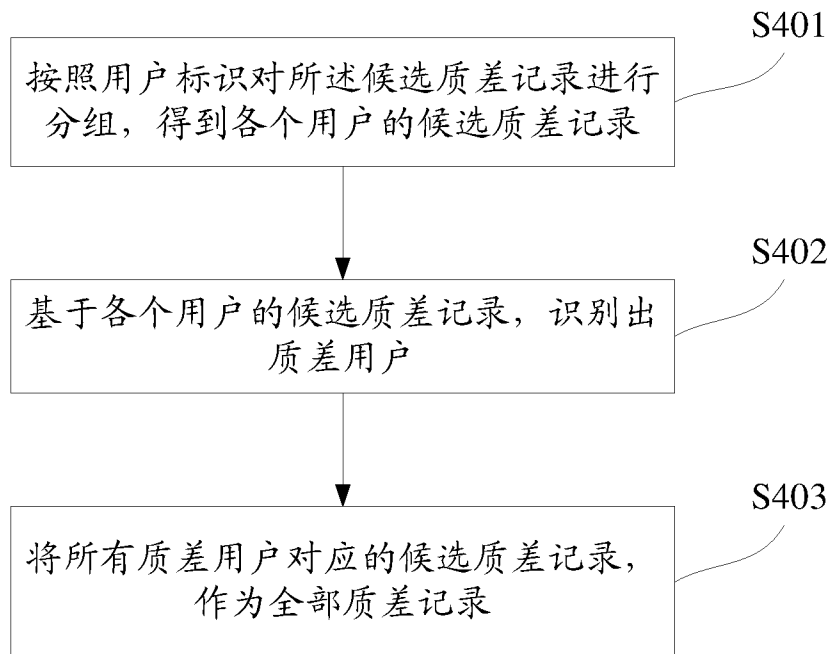 S401
按照用户标识对所述候选质差记录进行
分组，得到各个用户的候选质差记录
S402
基于各个用户的候选质差记录，识别出
质差用户
S403
将所有质差用户对应的候选质差记录，
作为全部质差记录